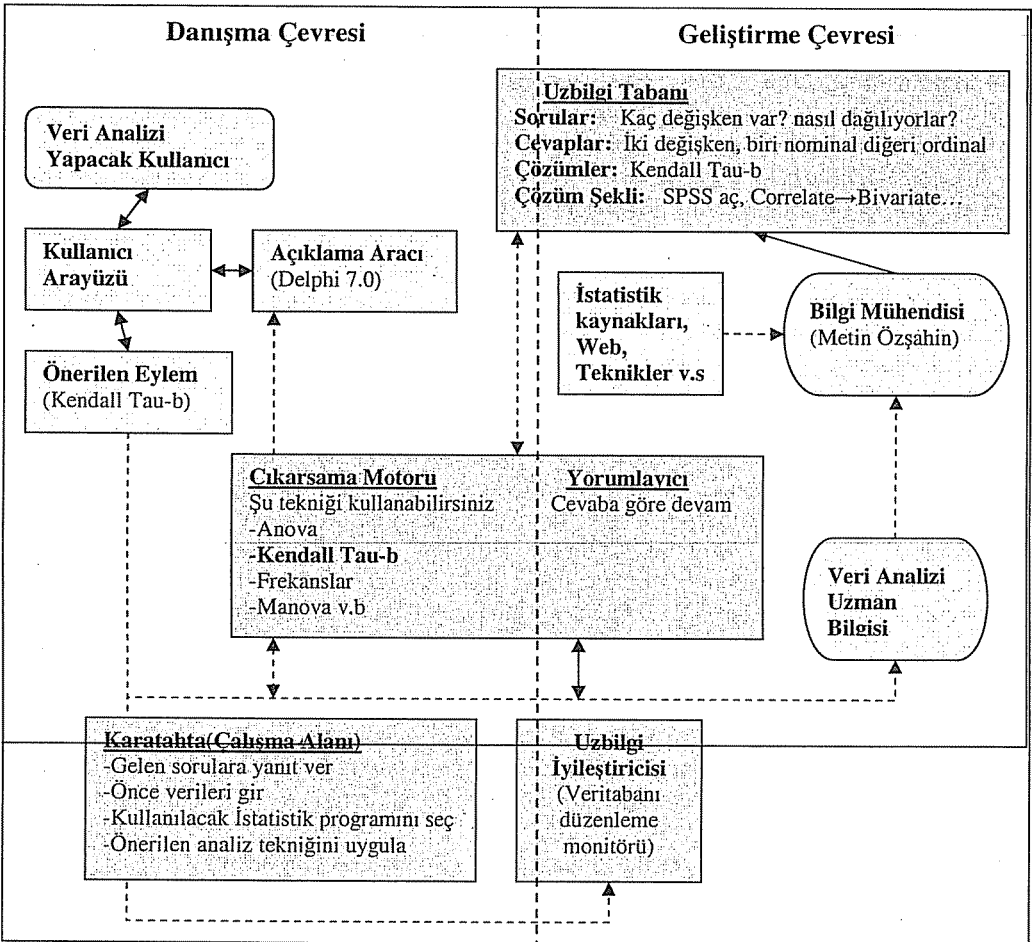 Danışma Çevresi
Geliştirme Çevresi
Uzbilgi Tabanı
Sorular: Kaç değişken var? nasıl dağılıyorlar?
Cevaplar: İki değişken, biri nominal diğeri ordinal
Çözümler: Kendall Tau-b
Çözüm Şekli: SPSS aç, Correlate→Bivariate...
Veri Analizi
Yapacak Kullanıcı
Kullanıcı
Arayüzü
Açıklama Aracı
(Delphi 7.0)
Önerilen Eylem
(Kendall Tau-b)
İstatistik
kaynakları,
Web,
Teknikler v.s
Bilgi Mühendisi
(Metin Özşahin)
Çıkarsama Motoru
Şu tekniği kullanabilirsiniz
-Anova
-Kendall Tau-b
-Frekanslar
-Manova v.b
Yorumlayıcı
Cevaba göre devam
Veri Analizi
Uzman
Bilgisi
Karatahta(Çalışma Alanı)
-Gelen sorulara yanıt ver
-Önce verileri gir
-Kullanılacak İstatistik programını seç
-Önerilen analiz tekniğini uygula
Uzbilgi
İyileştiricisi
(Veritabanı
düzenleme
monitörü)